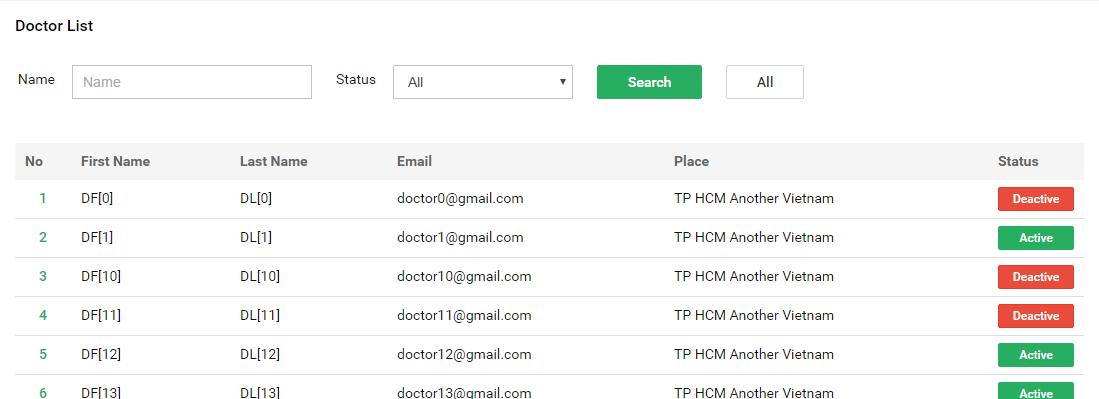 Doctor List
Name Name Status All Search All
No First Name Last Name Email Place Status
1 DF[0] DL[0] doctor0@gmail.com TP HCM Another Vietnam Deactive
2 DF[1] DL[1] doctor1@gmail.com TP HCM Another Vietnam Active
3 DF[10] DL[10] doctor10@gmail.com TP HCM Another Vietnam Deactive
4 DF[11] DL[11] doctor11@gmail.com TP HCM Another Vietnam Deactive
5 DF[12] DL[12] doctor12@gmail.com TP HCM Another Vietnam Active
6 DF[13] DL[13] doctor13@gmail.com TP HCM Another Vietnam Active